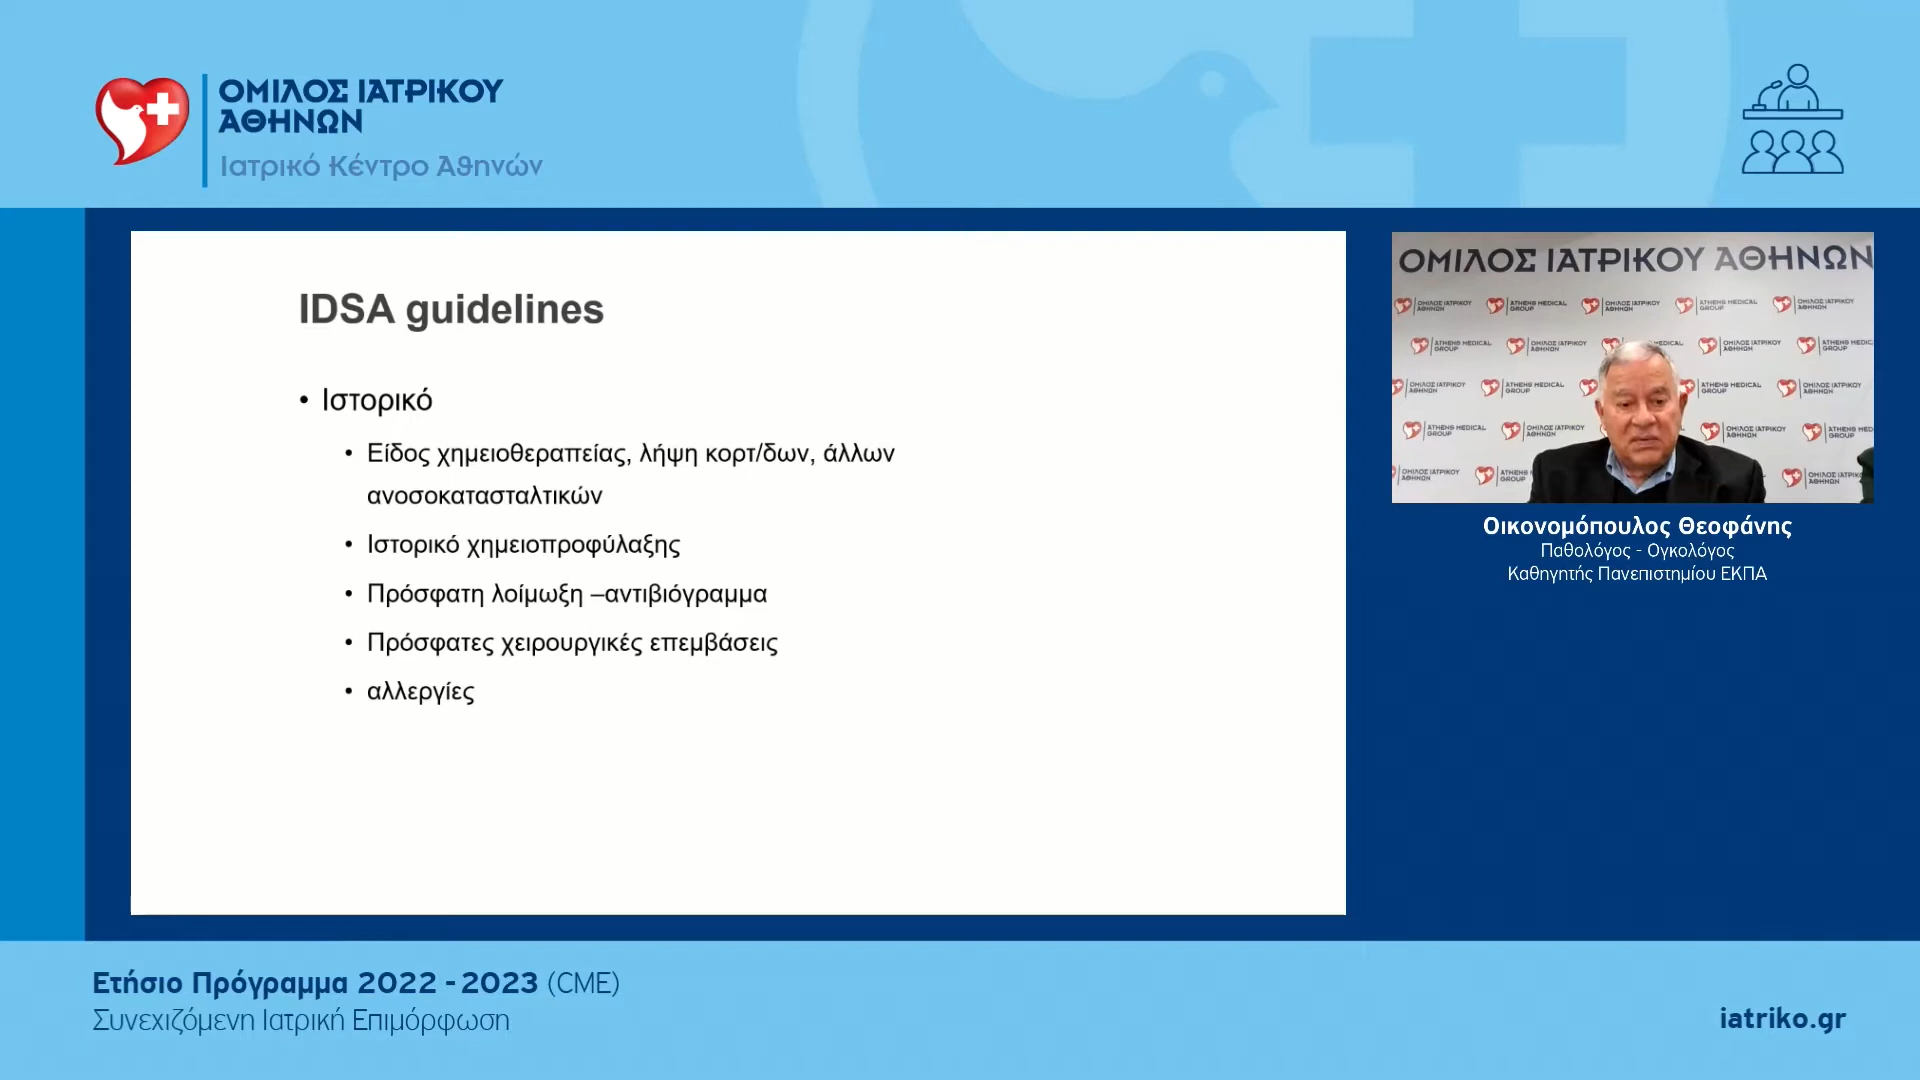 ΟΜΙΛΟΣ ΙΑΤΡΙΚΟΥ
ΑΘΗΝΩΝ
Ιατρικό Κέντρο Αθηνών
IDSA guidelines
• Ιστορικό
• Είδος χημειοθεραπείας, λήψη κορτ/δων, άλλων
ανοσοκατασταλτικών
• Ιστορικό χημειοπροφύλαξης
• Πρόσφατη λοίμωξη –αντιβιόγραμμα
• Πρόσφατες χειρουργικές επεμβάσεις
• αλλεργίες
ΟΜΙΛΟΣ ΙΑΤΡΙΚΟΥ ΑΘΗΝΩΝ
Οικονομόπουλος Θεοφάνης
Παθολόγος - Ογκολόγος
Καθηγητής Πανεπιστημίου ΕΚΠΑ
Ετήσιο Πρόγραμμα 2022 - 2023 (CME)
Συνεχιζόμενη Ιατρική Επιμόρφωση
iatriko.gr